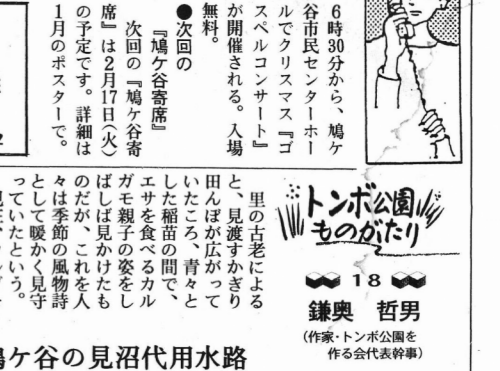 ６時30分から、鳩ケ
谷市民センターホー
ルでクリスマス『ゴ
スペルコンサート』
が開催される。入場
無料。
●次回の
『鳩ケ谷寄席』
次回の『鳩ケ谷寄
席』は２月17日(火)
の予定です。詳細は
１月のポスターで。
トンボ公園
ものがたり
18
鎌奥 哲男
(作家・トンボ公園を
作る会代表幹事)
里の古老による
と、見渡すかぎり
田んぼが広がって
いたころ、青々と
した稲苗の間で、
エサを食べるカル
ガモ親子の姿をし
ばしば見かけたも
のだが、これを人
々は季節の風物詩
として暖かく見守
っていたという。
鳩ケ谷の見沼代用水路